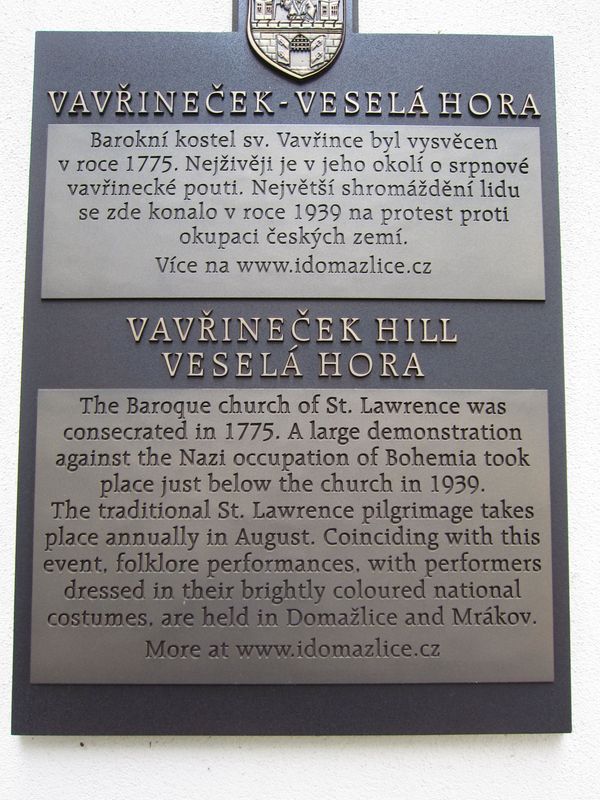 VAVŘINEČEK - VESELÁ HORA
Barokní kostel sv. Vavřince byl vysvěcen
v roce 1775. Nejživěji je v jeho okolí o srpnové
vavřinecké pouti. Největší shromáždění lidu
se zde konalo v roce 1939 na protest proti
okupaci českých zemí.
Více na www.idomazlice.cz
VAVŘINEČEK HILL
VESELÁ HORA
The Baroque church of St. Lawrence was
consecrated in 1775. A large demonstration
against the Nazi occupation of Bohemia took
place just below the church in 1939.
The traditional St. Lawrence pilgrimage takes
place annually in August. Coinciding with this
event, folklore performances, with performers
dressed in their brightly coloured national
costumes, are held in Domažlice and Mrákov.
More at www.idomazlice.cz